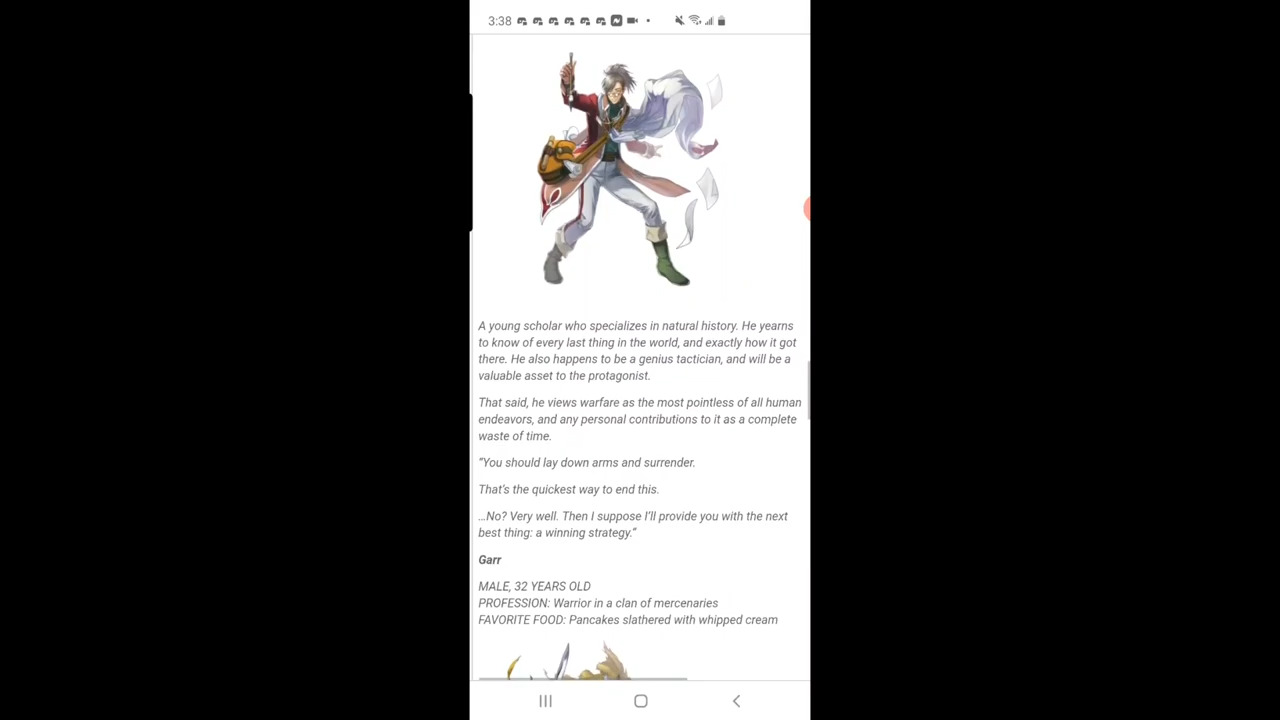 3:38
A young scholar who specializes in natural history. He yearns
to know of every last thing in the world, and exactly how it got
there. He also happens to be a genius tactician, and will be a
valuable asset to the protagonist.
That said, he views warfare as the most pointless of all human
endeavors, and any personal contributions to it as a complete
waste of time.
“You should lay down arms and surrender.
That’s the quickest way to end this.
…No? Very well. Then I suppose I’ll provide you with the next
best thing: a winning strategy.”
Garr
MALE, 32 YEARS OLD
PROFESSION: Warrior in a clan of mercenaries
FAVORITE FOOD: Pancakes slathered with whipped cream